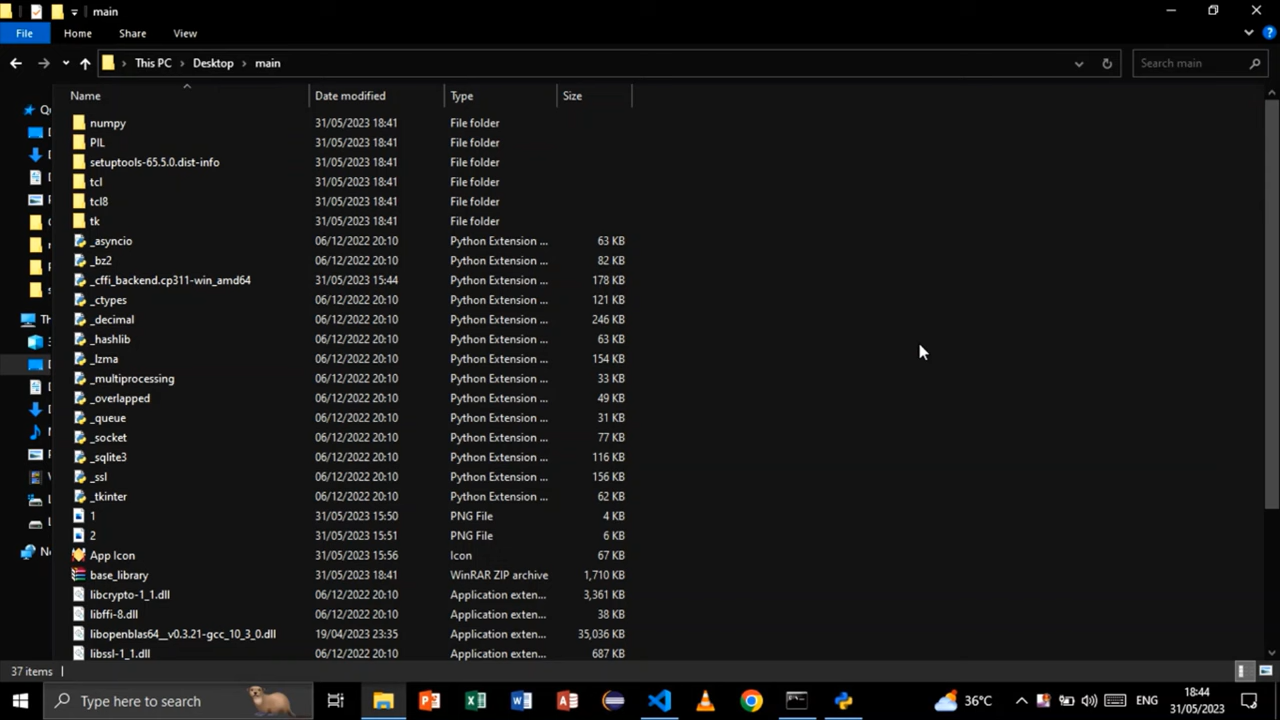 main
File Home Share View
This PC Desktop main Search main
Name Date modified Type Size
numpy 31/05/2023 18:41 File folder
PIL 31/05/2023 18:41 File folder
setuptools-65.5.0.dist-info 31/05/2023 18:41 File folder
tcl 31/05/2023 18:41 File folder
tcl8 31/05/2023 18:41 File folder
tk 31/05/2023 18:41 File folder
_asyncio 06/12/2022 20:10 Python Extension ... 63 KB
_bz2 06/12/2022 20:10 Python Extension ... 82 KB
_cffi_backend.cp311-win_amd64 31/05/2023 15:44 Python Extension ... 178 KB
_ctypes 06/12/2022 20:10 Python Extension ... 121 KB
_decimal 06/12/2022 20:10 Python Extension ... 246 KB
_hashlib 06/12/2022 20:10 Python Extension ... 63 KB
_lzma 06/12/2022 20:10 Python Extension ... 154 KB
_multiprocessing 06/12/2022 20:10 Python Extension ... 33 KB
_overlapped 06/12/2022 20:10 Python Extension ... 49 KB
_queue 06/12/2022 20:10 Python Extension ... 31 KB
_socket 06/12/2022 20:10 Python Extension ... 77 KB
_sqlite3 06/12/2022 20:10 Python Extension ... 116 KB
_ssl 06/12/2022 20:10 Python Extension ... 156 KB
_tkinter 06/12/2022 20:10 Python Extension ... 62 KB
1 31/05/2023 15:50 PNG File 4 KB
2 31/05/2023 15:51 PNG File 6 KB
App Icon 31/05/2023 15:56 Icon 67 KB
base_library 31/05/2023 18:41 WinRAR ZIP archive 1,710 KB
libcrypto-1_1.dll 06/12/2022 20:10 Application exten... 3,361 KB
libffi-8.dll 06/12/2022 20:10 Application exten... 38 KB
libopenblas64__v0.3.21-gcc_10_3_0.dll 19/04/2023 23:35 Application exten... 35,036 KB
libssl-1_1.dll 06/12/2022 20:10 Application exten... 687 KB
37 items
Type here to search 36°C ENG 18:44
31/05/2023